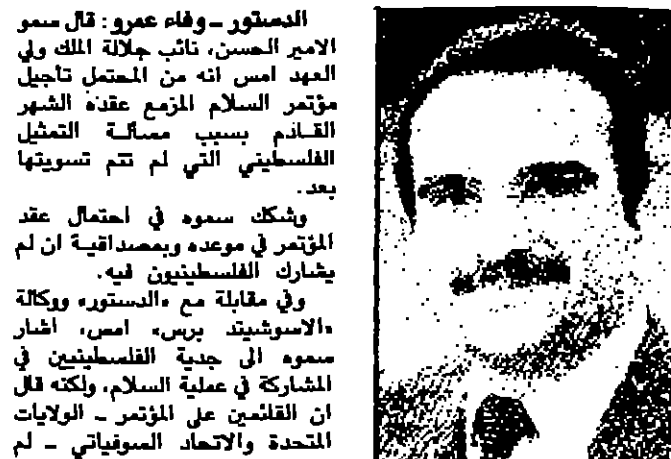 الدستور ـ وفاء عمرو : قال سمو
الامير الحسن، نائب جلالة الملك ولي
العهد امس انه من المحتمل تأجيل
مؤتمر السلام المزمع عقده الشهر
القادم بسبب مسألة التمثيل
الفلسطيني التي لم تتم تسويتها
بعد.
وشكك سموه في احتمال عقد
المؤتمر في موعده وبمصداقية ان لم
يشارك الفلسطينيون فيه.
وفي مقابلة مع «الدستور» ووكالة
«الاسوشيتد برس» امس، اشار
سموه الى جدية الفلسطينيين في
المشاركة في عملية السلام، ولكنه قال
ان القائمين على المؤتمر ـ الولايات
المتحدة والاتحاد السوفياتي ـ لم